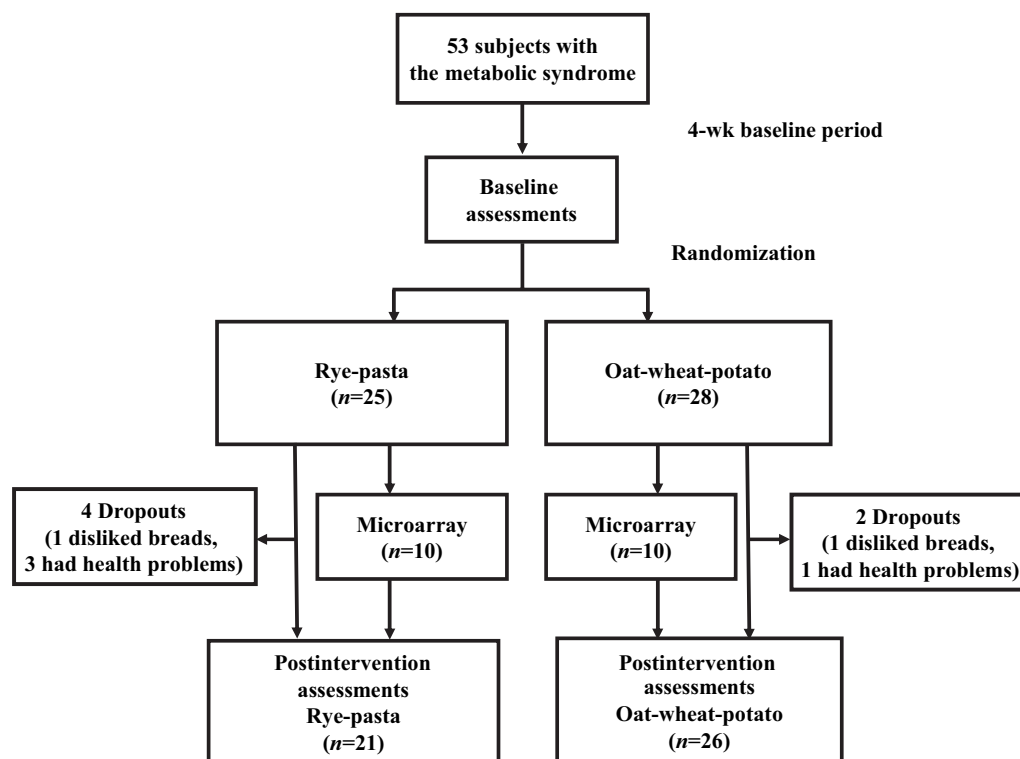 53 subjects with
the metabolic syndrome
4-wk baseline period
Baseline
assessments
Randomization
Rye-pasta
(n=25)
Oat-wheat-potato
(n=28)
4 Dropouts
(1 disliked breads,
3 had health problems)
Microarray
(n=10)
Microarray
(n=10)
2 Dropouts
(1 disliked breads,
1 had health problems)
Postintervention
assessments
Rye-pasta
(n=21)
Postintervention
assessments
Oat-wheat-potato
(n=26)